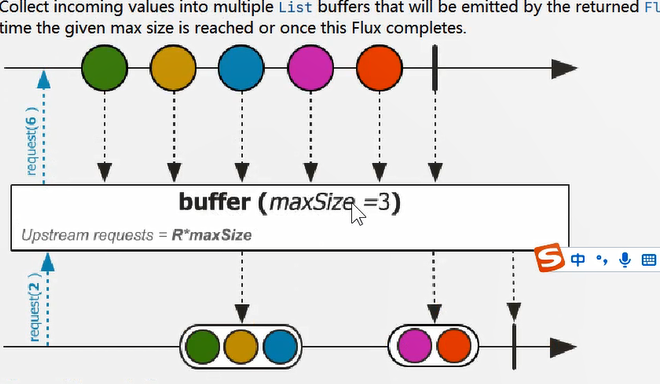 Collect incoming values into multiple List buffers that will be emitted by the returned Fl
time the given max size is reached or once this Flux completes.
request(6)
buffer (maxSize =3)
Upstream requests = R*maxSize
request(2)
S中